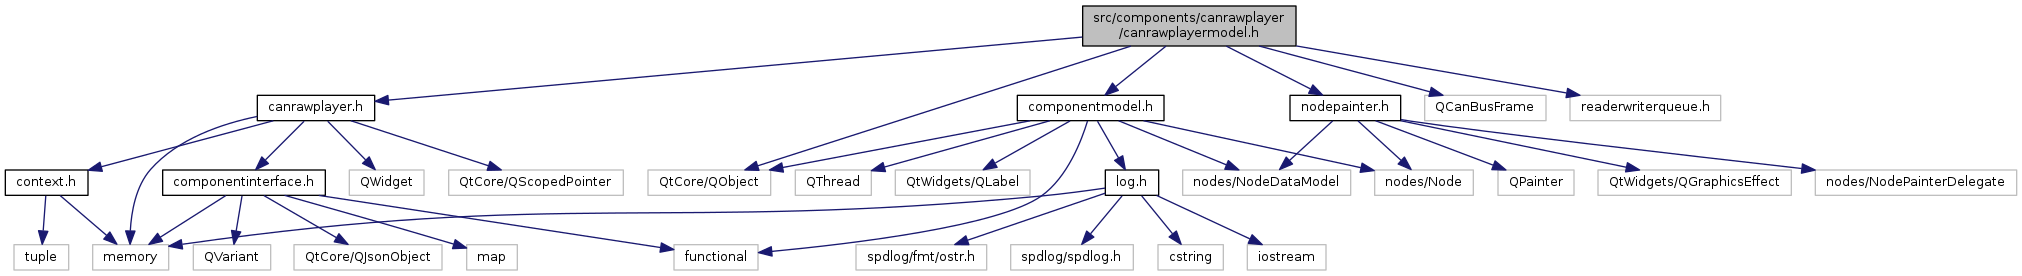 src/components/canrawplayer
/canrawplayermodel.h
canrawplayer.h
componentmodel.h
nodepainter.h
QCanBusFrame
readerwriterqueue.h
context.h
componentinterface.h
QWidget
QtCore/QScopedPointer
QtCore/QObject
QThread
QtWidgets/QLabel
log.h
nodes/NodeDataModel
nodes/Node
QPainter
QtWidgets/QGraphicsEffect
nodes/NodePainterDelegate
tuple
memory
QVariant
QtCore/QJsonObject
map
functional
spdlog/fmt/ostr.h
spdlog/spdlog.h
cstring
iostream